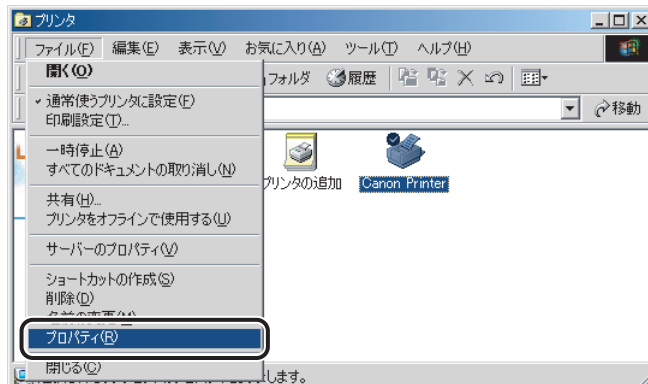 プリンタ
ファイル(F) 編集(E) 表示(V) お気に入り(A) ツール(T) ヘルプ(H)
開く(O)
フォルダ 履歴
通常使うプリンタに設定(F)
移動
印刷設定(T)...
一時停止(A)
すべてのドキュメントの取り消し(N)
プリンタの追加 Canon Printer
共有(H)...
プリンタをオフラインで使用する(U)
サーバーのプロパティ(V)
ショートカットの作成(S)
削除(D)
名前の変更(M)
プロパティ(R)
閉じる(C)
します。